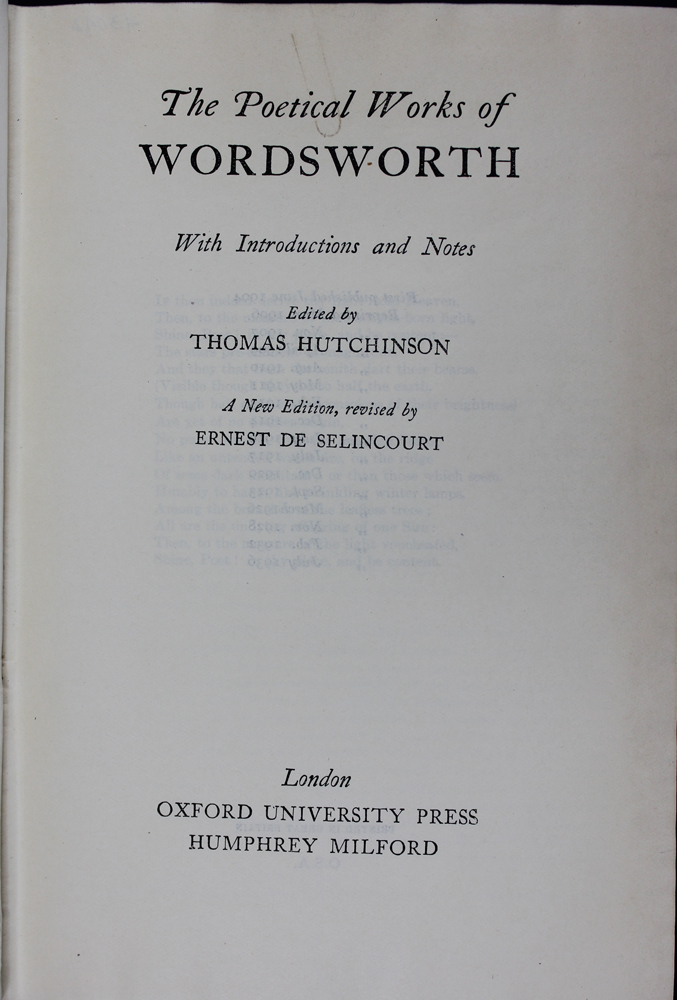 The Poetical Works of
WORDSWORTH
With Introductions and Notes
Edited by
THOMAS HUTCHINSON
A New Edition, revised by
ERNEST DE SELINCOURT
London
OXFORD UNIVERSITY PRESS
HUMPHREY MILFORD